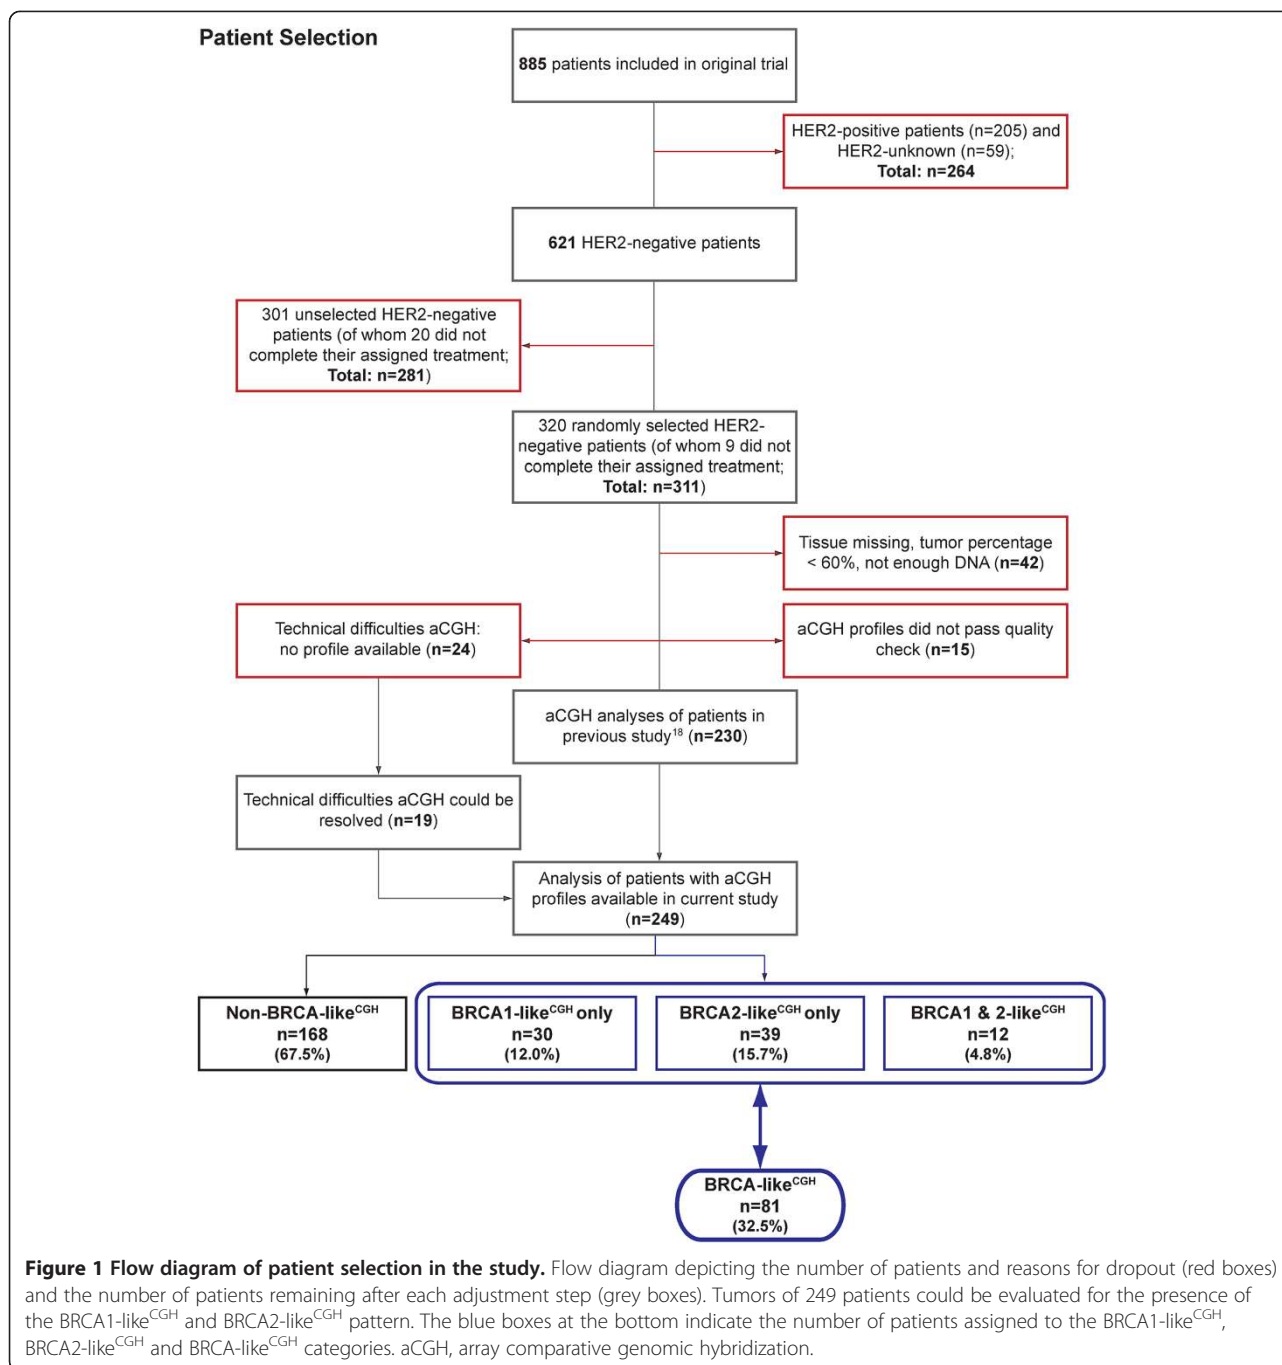 Patient Selection
885 patients included in original trial
HER2-positive patients (n=205) and
HER2-unknown (n=59);
Total: n=264
621 HER2-negative patients
301 unselected HER2-negative
patients (of whom 20 did not
complete their assigned treatment;
Total: n=281)
320 randomly selected HER2-
negative patients (of whom 9 did not
complete their assigned treatment;
Total: n=311)
Tissue missing, tumor percentage
< 60%, not enough DNA (n=42)
Technical difficulties aCGH:
no profile available (n=24)
aCGH profiles did not pass quality
check (n=15)
aCGH analyses of patients in
previous study18 (n=230)
Technical difficulties aCGH could be
resolved (n=19)
Analysis of patients with aCGH
profiles available in current study
(n=249)
Non-BRCA-likeCGH
n=168
(67.5%)
BRCA1-likeCGH only
n=30
(12.0%)
BRCA2-likeCGH only
n=39
(15.7%)
BRCA1 & 2-likeCGH
n=12
(4.8%)
BRCA-likeCGH
n=81
(32.5%)
Figure 1 Flow diagram of patient selection in the study. Flow diagram depicting the number of patients and reasons for dropout (red boxes)
and the number of patients remaining after each adjustment step (grey boxes). Tumors of 249 patients could be evaluated for the presence of
the BRCA1-likeCGH and BRCA2-likeCGH pattern. The blue boxes at the bottom indicate the number of patients assigned to the BRCA1-likeCGH,
BRCA2-likeCGH and BRCA-likeCGH categories. aCGH, array comparative genomic hybridization.